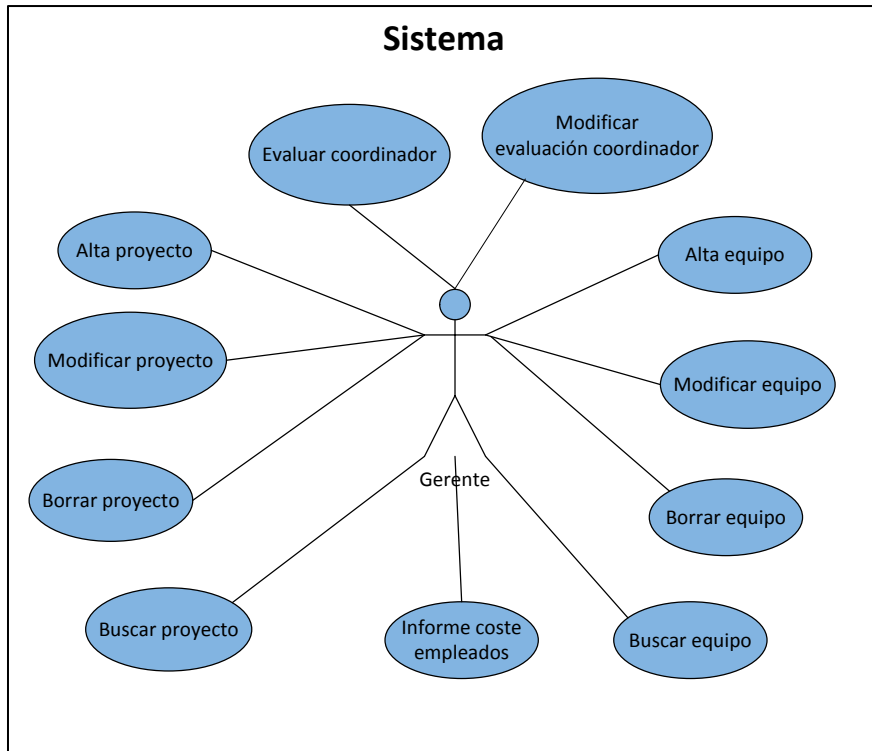 Sistema
Evaluar coordinador
Modificar
evaluación coordinador
Alta proyecto
Alta equipo
Modificar proyecto
Modificar equipo
Gerente
Borrar proyecto
Borrar equipo
Buscar proyecto
Informe coste
empleados
Buscar equipo